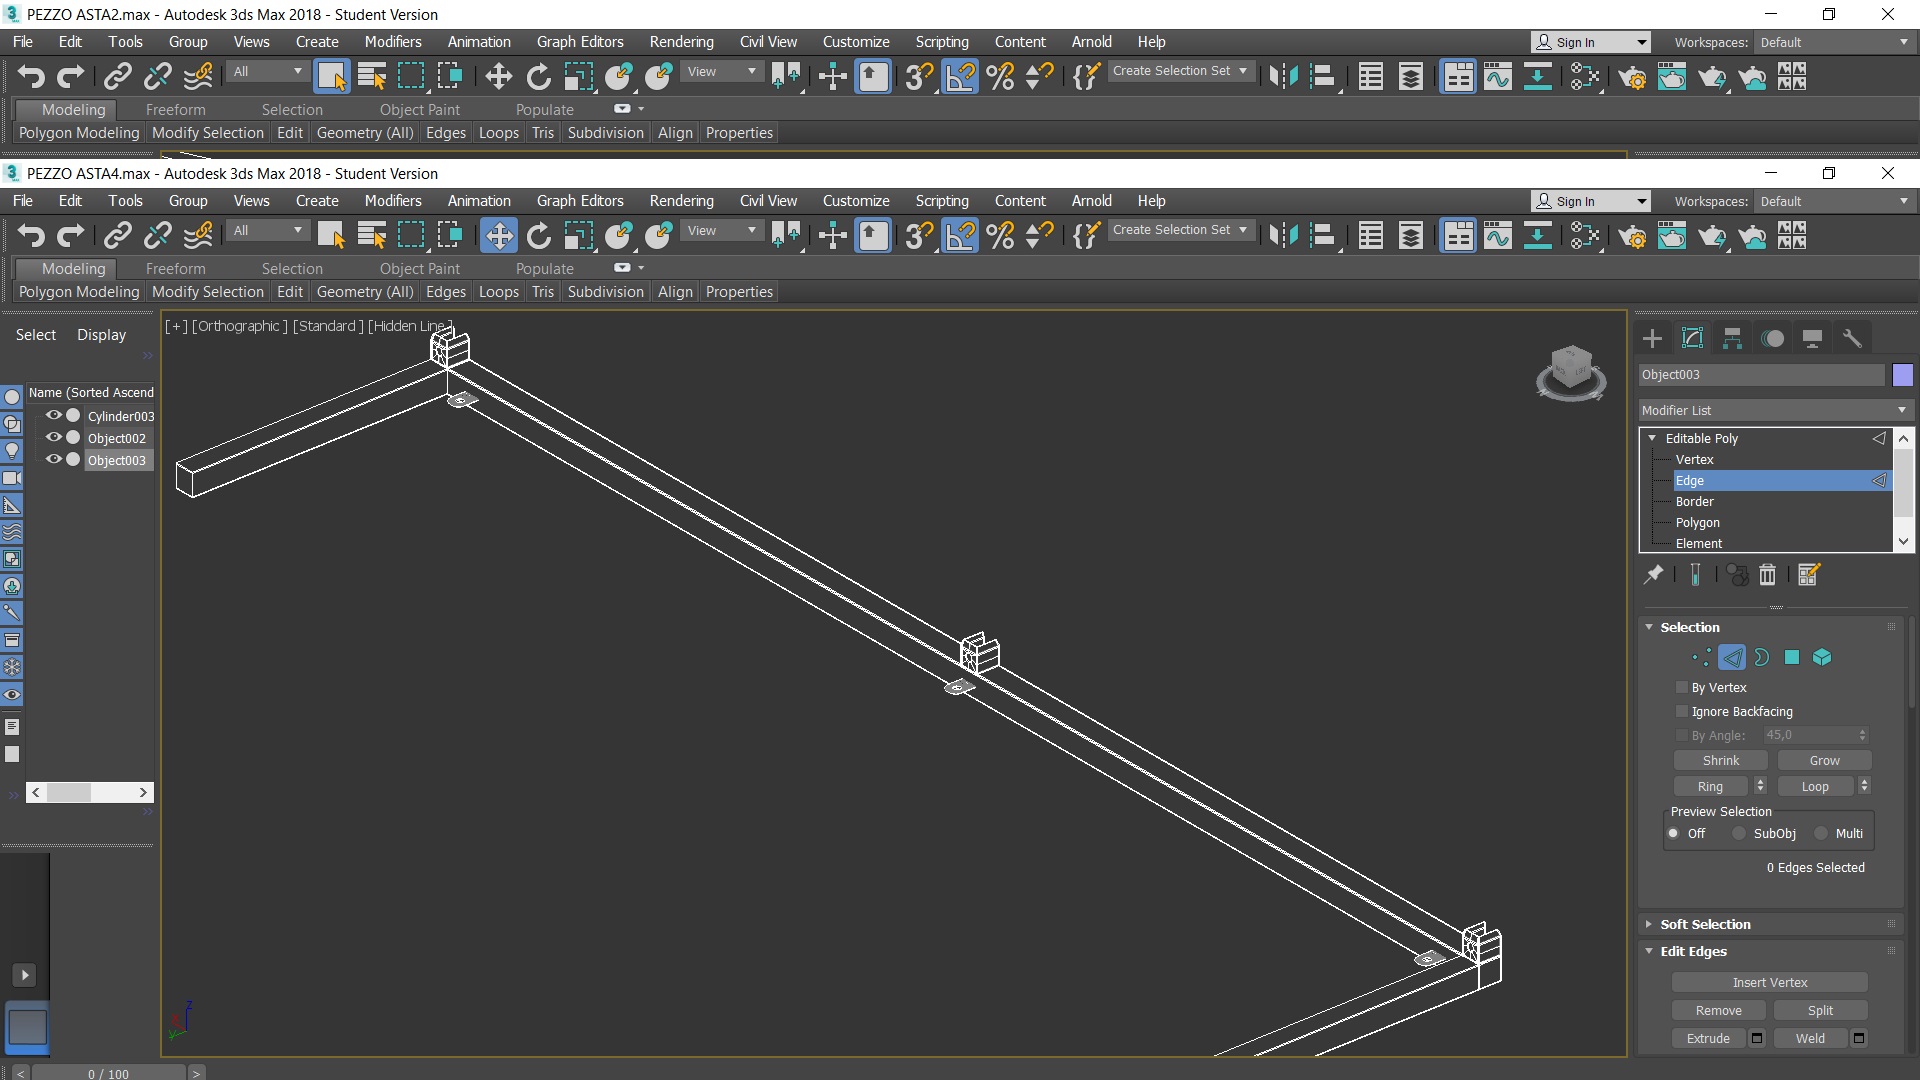 PEZZO ASTA2.max - Autodesk 3ds Max 2018 - Student Version
File Edit Tools Group Views Create Modifiers Animation Graph Editors Rendering Civil View Customize Scripting Content Arnold Help
Sign In Workspaces: Default
All View Create Selection Set
Modeling Freeform Selection Object Paint Populate
Polygon Modeling Modify Selection Edit Geometry (All) Edges Loops Tris Subdivision Align Properties
PEZZO ASTA4.max - Autodesk 3ds Max 2018 - Student Version
File Edit Tools Group Views Create Modifiers Animation Graph Editors Rendering Civil View Customize Scripting Content Arnold Help
Sign In Workspaces: Default
All View Create Selection Set
Modeling Freeform Selection Object Paint Populate
Polygon Modeling Modify Selection Edit Geometry (All) Edges Loops Tris Subdivision Align Properties
Select Display
Name (Sorted Ascend
Cylinder003
Object002
Object003
[+] [Orthographic ] [Standard ] [Hidden Line ]
Object003
Modifier List
Editable Poly
Vertex
Edge
Border
Polygon
Element
Selection
By Vertex
Ignore Backfacing
By Angle: 45,0
Shrink Grow
Ring Loop
Preview Selection
Off SubObj Multi
0 Edges Selected
Soft Selection
Edit Edges
Insert Vertex
Remove Split
Extrude Weld
z
x
y
< 0 / 100 >